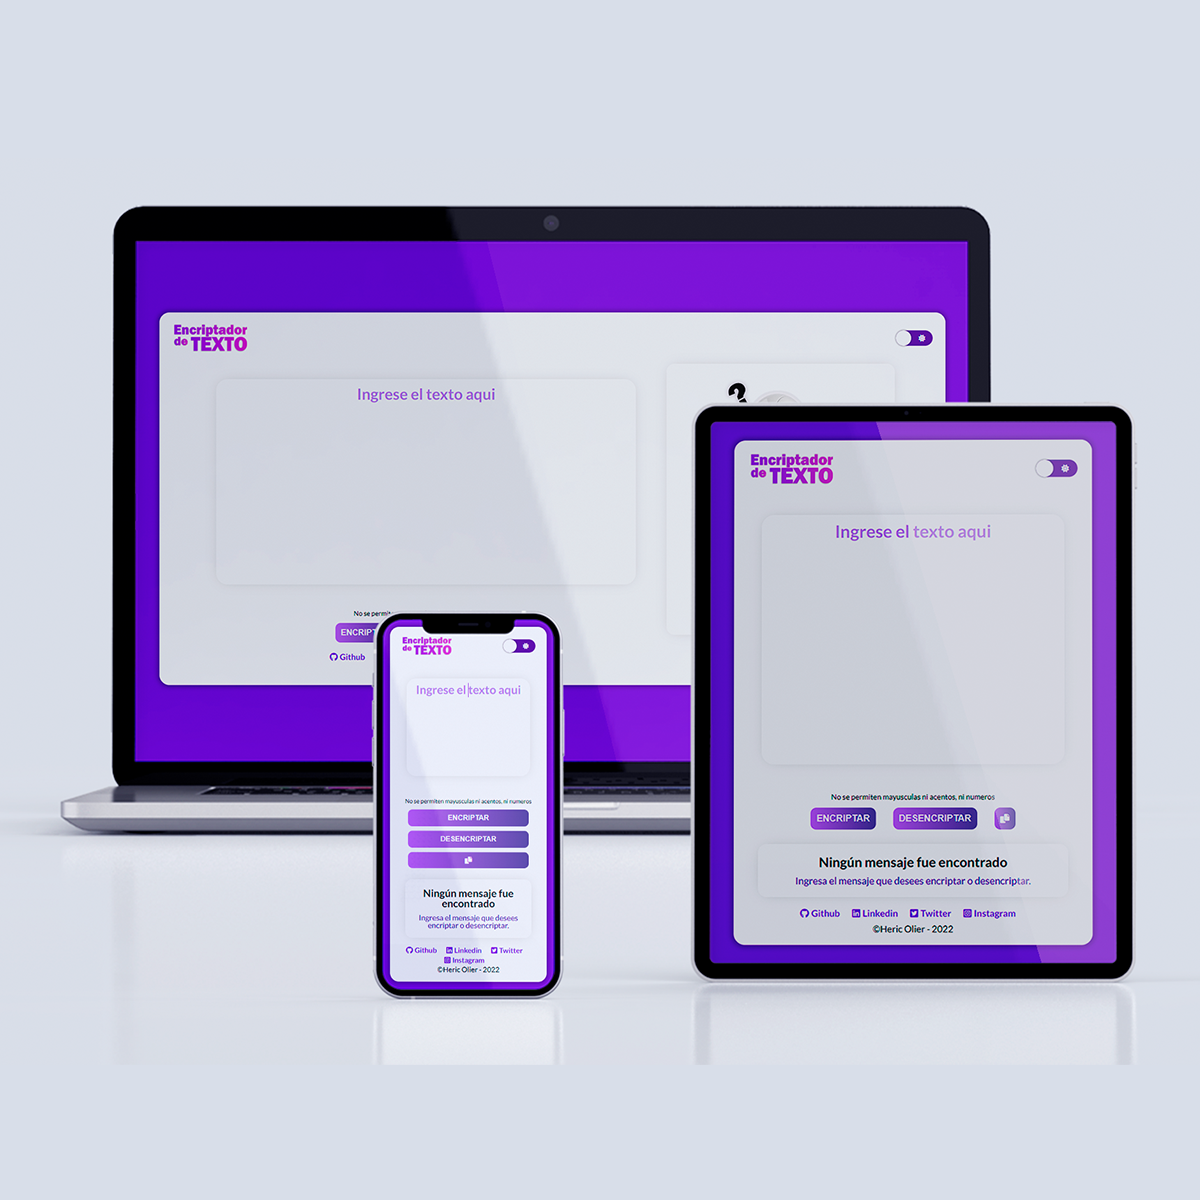 Encriptador
de TEXTO
Ingrese el texto aqui
?
No se permit
ENCRIPT
Github
Encriptador
de TEXTO
Ingrese el texto aqui
No se permiten mayusculas ni acentos, ni numeros
ENCRIPTAR
DESENCRIPTAR
Ningún mensaje fue
encontrado
Ingresa el mensaje que desees
encriptar o desencriptar.
Github Linkedin Twitter
Instagram
©Heric Olier - 2022
Encriptador
de TEXTO
Ingrese el texto aqui
No se permiten mayusculas ni acentos, ni numeros
ENCRIPTAR DESENCRIPTAR
Ningún mensaje fue encontrado
Ingresa el mensaje que desees encriptar o desencriptar.
Github Linkedin Twitter Instagram
©Heric Olier - 2022